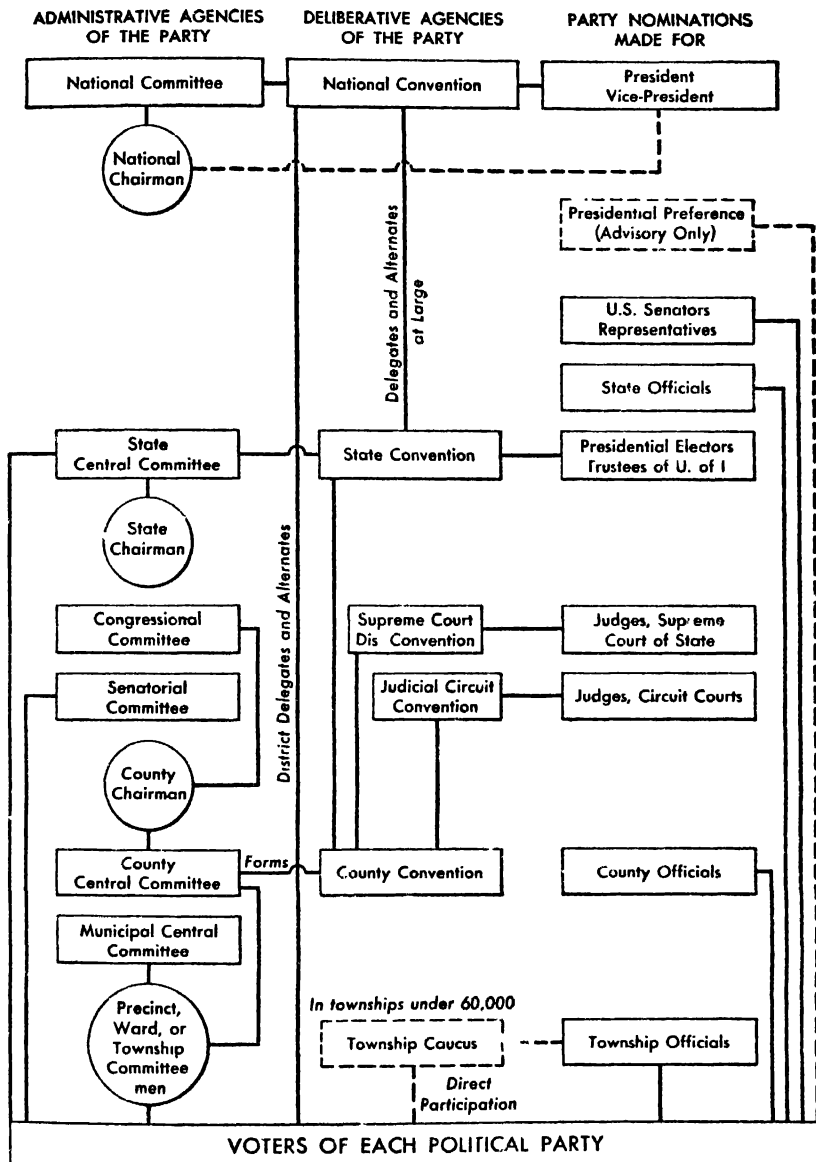 ADMINISTRATIVE AGENCIES
OF THE PARTY
DELIBERATIVE AGENCIES
OF THE PARTY
PARTY NOMINATIONS
MADE FOR
National Committee
National Convention
President
Vice-President
National
Chairman
Presidential Preference
(Advisory Only)
Delegates and Alternates
at Large
U.S. Senators
Representatives
State Officials
State
Central Committee
State Convention
Presidential Electors
Trustees of U. of I
State
Chairman
District Delegates and Alternates
Congressional
Committee
Supreme Court
Dis Convention
Judges, Supreme
Court of State
Senatorial
Committee
Judicial Circuit
Convention
Judges, Circuit Courts
County
Chairman
County
Central Committee
Forms
County Convention
County Officials
Municipal Central
Committee
Precinct,
Ward, or
Township
Committee
men
In townships under 60,000
Township Caucus
Township Officials
Direct
Participation
VOTERS OF EACH POLITICAL PARTY